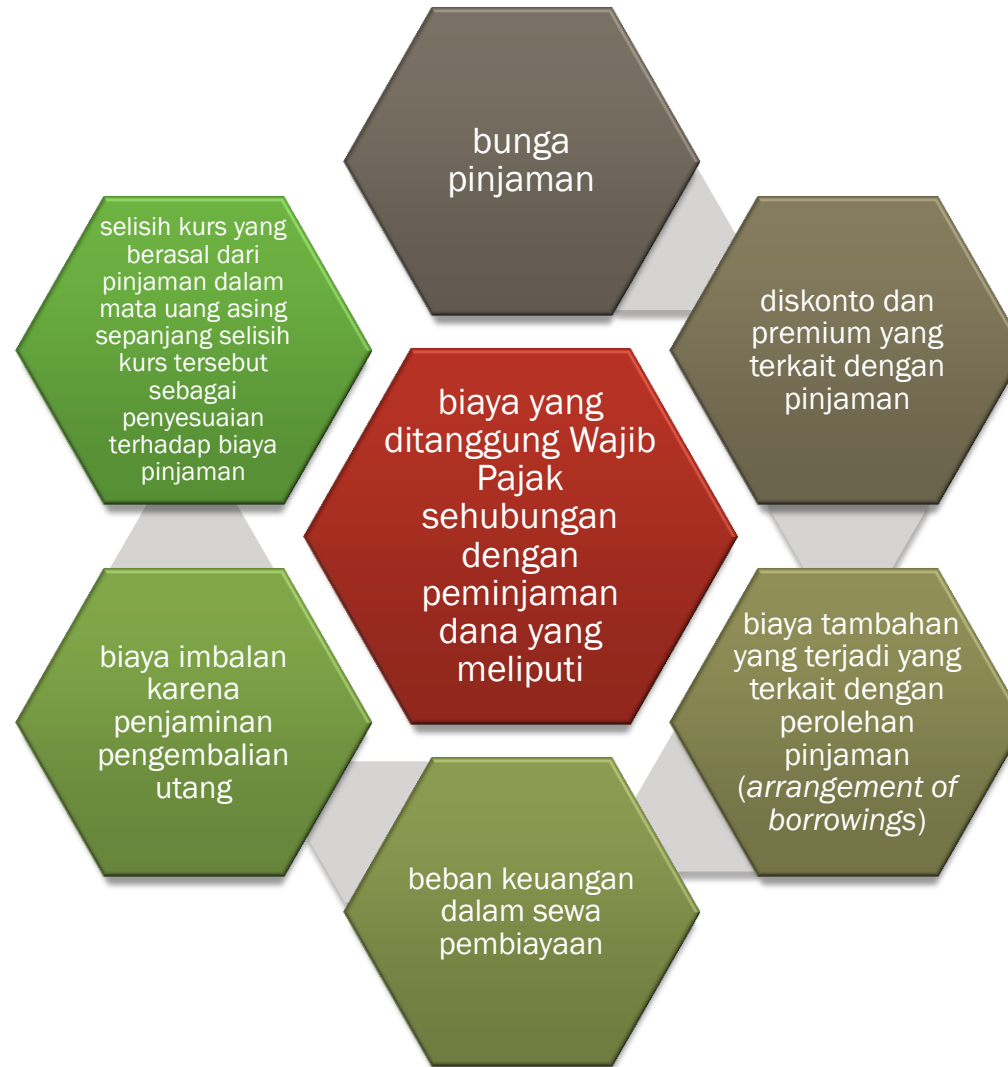 bunga
pinjaman
diskonto dan
premium yang
terkait dengan
pinjaman
biaya tambahan
yang terjadi yang
terkait dengan
perolehan
pinjaman
(arrangement of
borrowings)
beban keuangan
dalam sewa
pembiayaan
biaya imbalan
karena
penjaminan
pengembalian
utang
selisih kurs yang
berasal dari
pinjaman dalam
mata uang asing
sepanjang selisih
kurs tersebut
sebagai
penyesuaian
terhadap biaya
pinjaman
biaya yang
ditanggung Wajib
Pajak
sehubungan
dengan
peminjaman
dana yang
meliputi